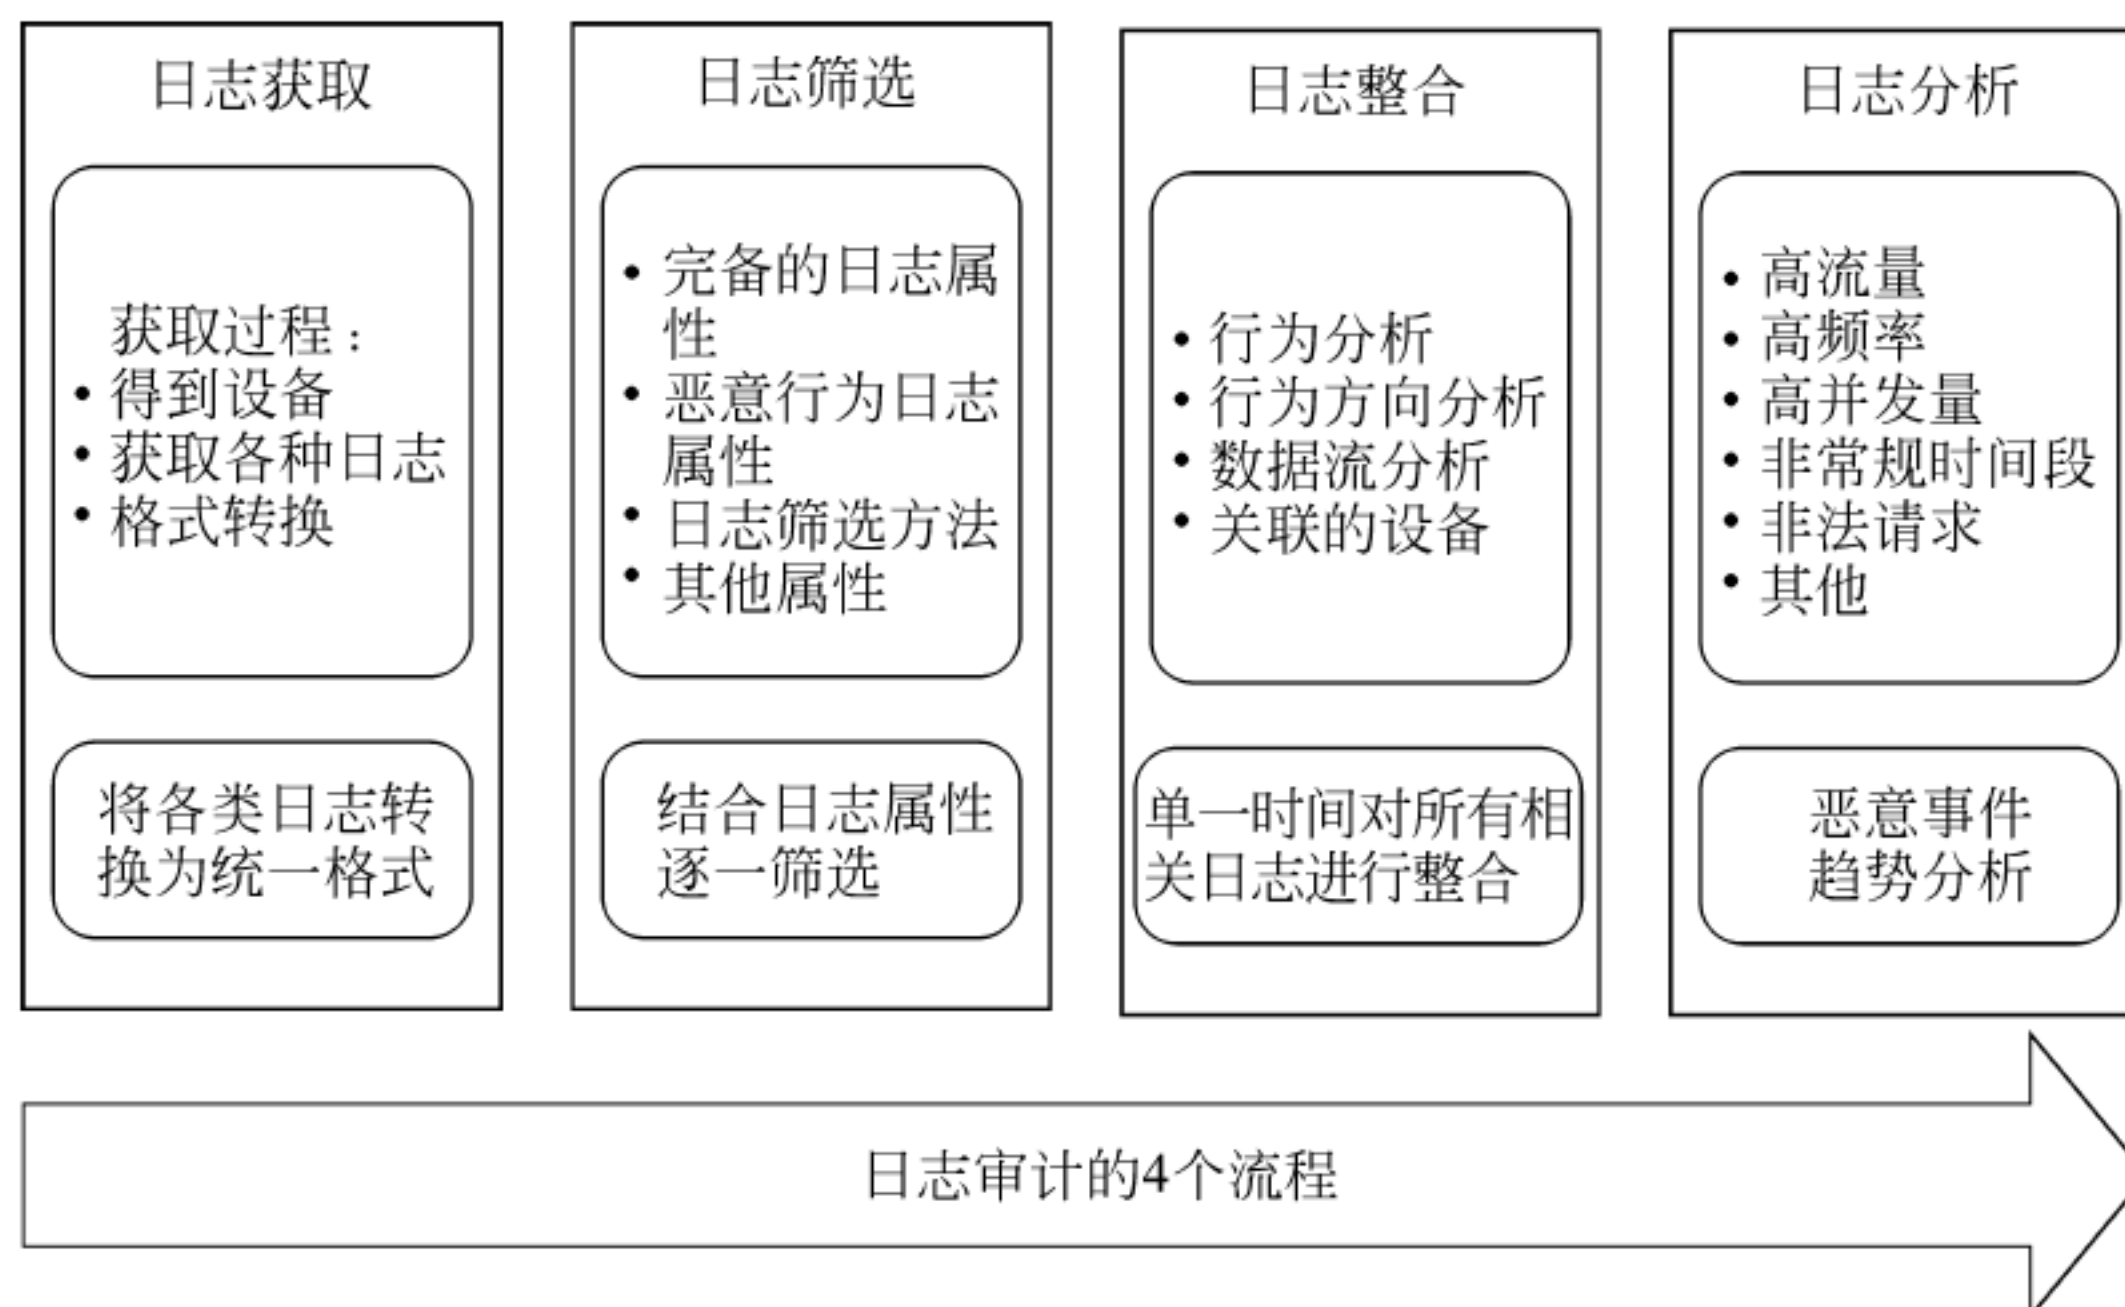 日志获取
获取过程：
• 得到设备
• 获取各种日志
• 格式转换
将各类日志转
换为统一格式
日志筛选
• 完备的日志属
性
• 恶意行为日志
属性
• 日志筛选方法
• 其他属性
结合日志属性
逐一筛选
日志整合
• 行为分析
• 行为方向分析
• 数据流分析
• 关联的设备
单一时间对所有相
关日志进行整合
日志分析
• 高流量
• 高频率
• 高并发量
• 非常规时间段
• 非法请求
• 其他
恶意事件
趋势分析
日志审计的4个流程